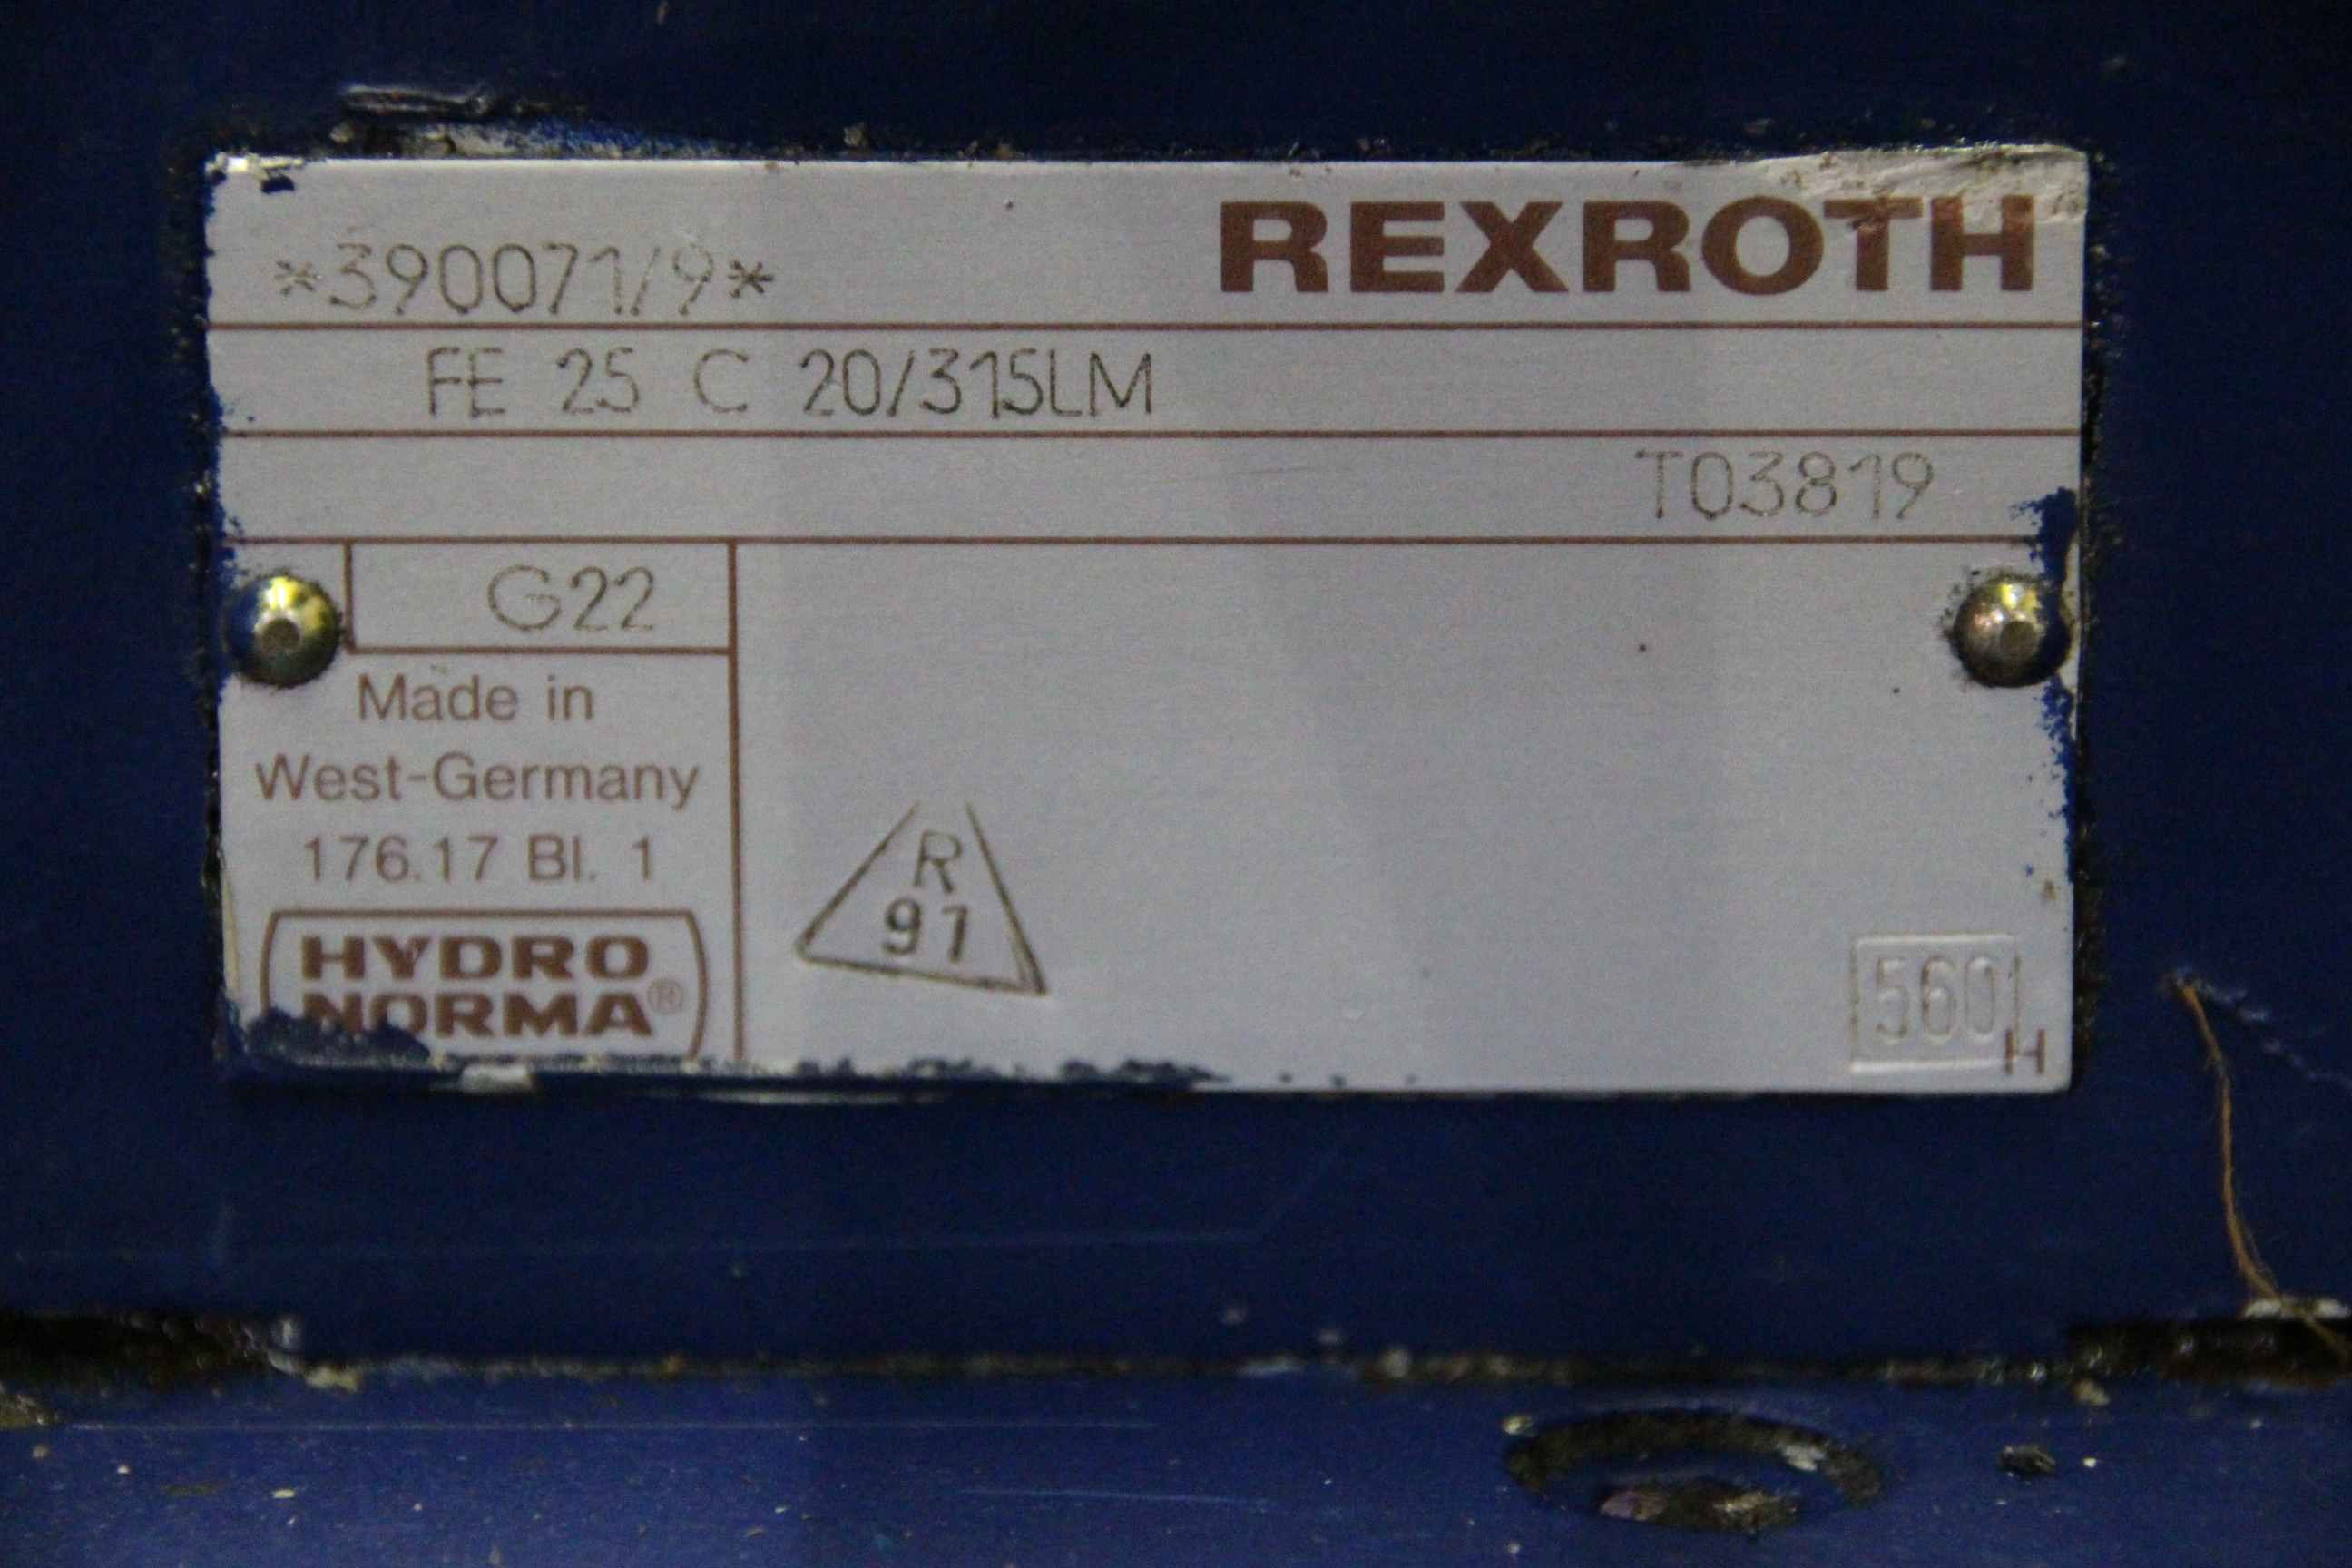 REXROTH
*390071/9*
FE 25 C 20/315LM
T03819
G22
Made in
West-Germany
176.17 Bl. 1
HYDRO
NORMA®
R
91
560
H